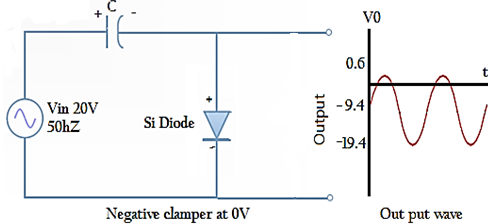 + C -
V0
t
0.6
Vin 20V
50hZ
Si Diode
+
-
Output
-9.4
-19.4
Negative clamper at 0V
Out put wave